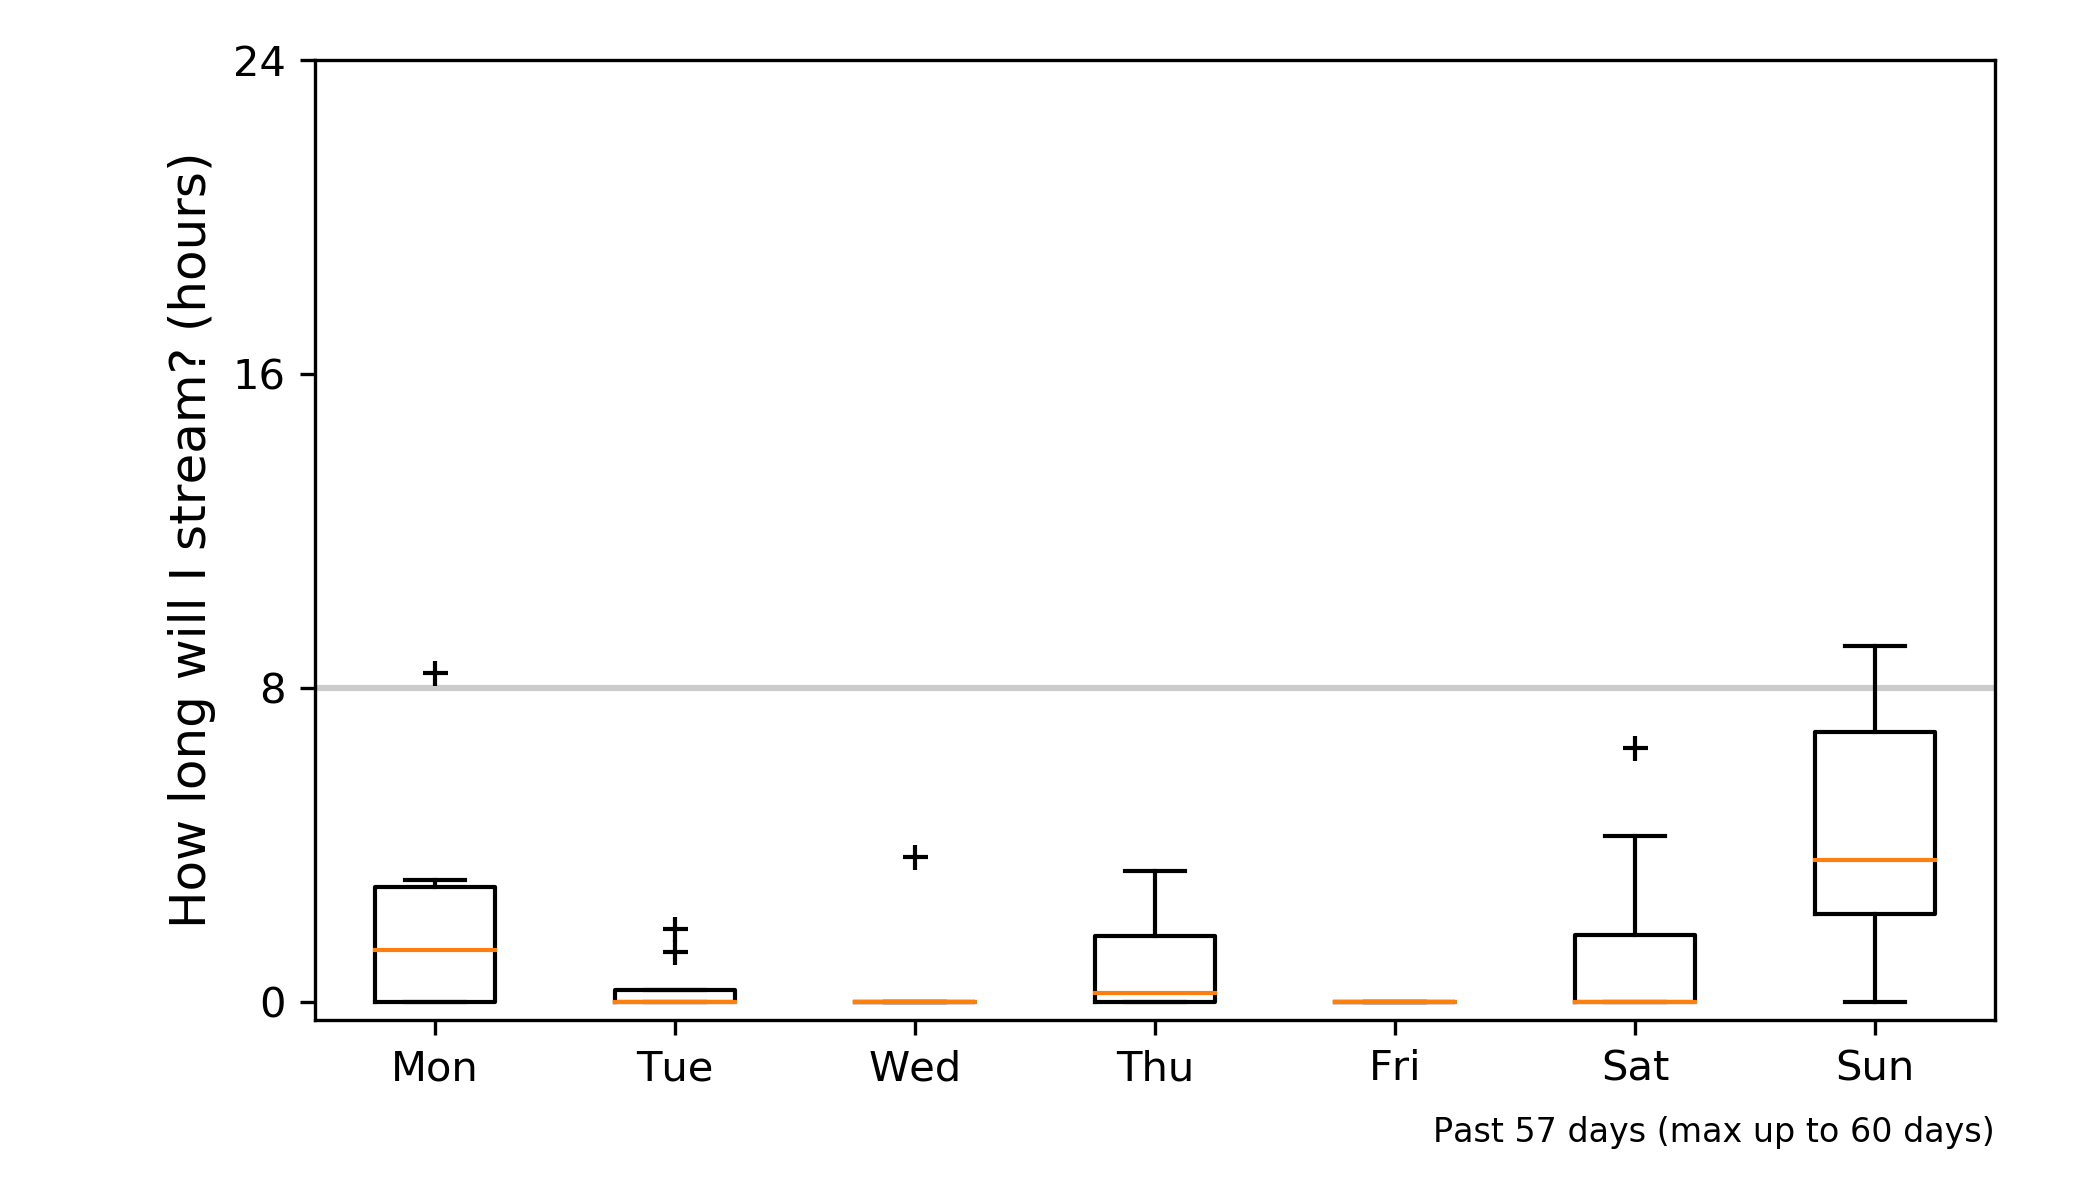 How long will I stream? (hours)
24
16
8
0
Mon Tue Wed Thu Fri Sat Sun
Past 57 days (max up to 60 days)